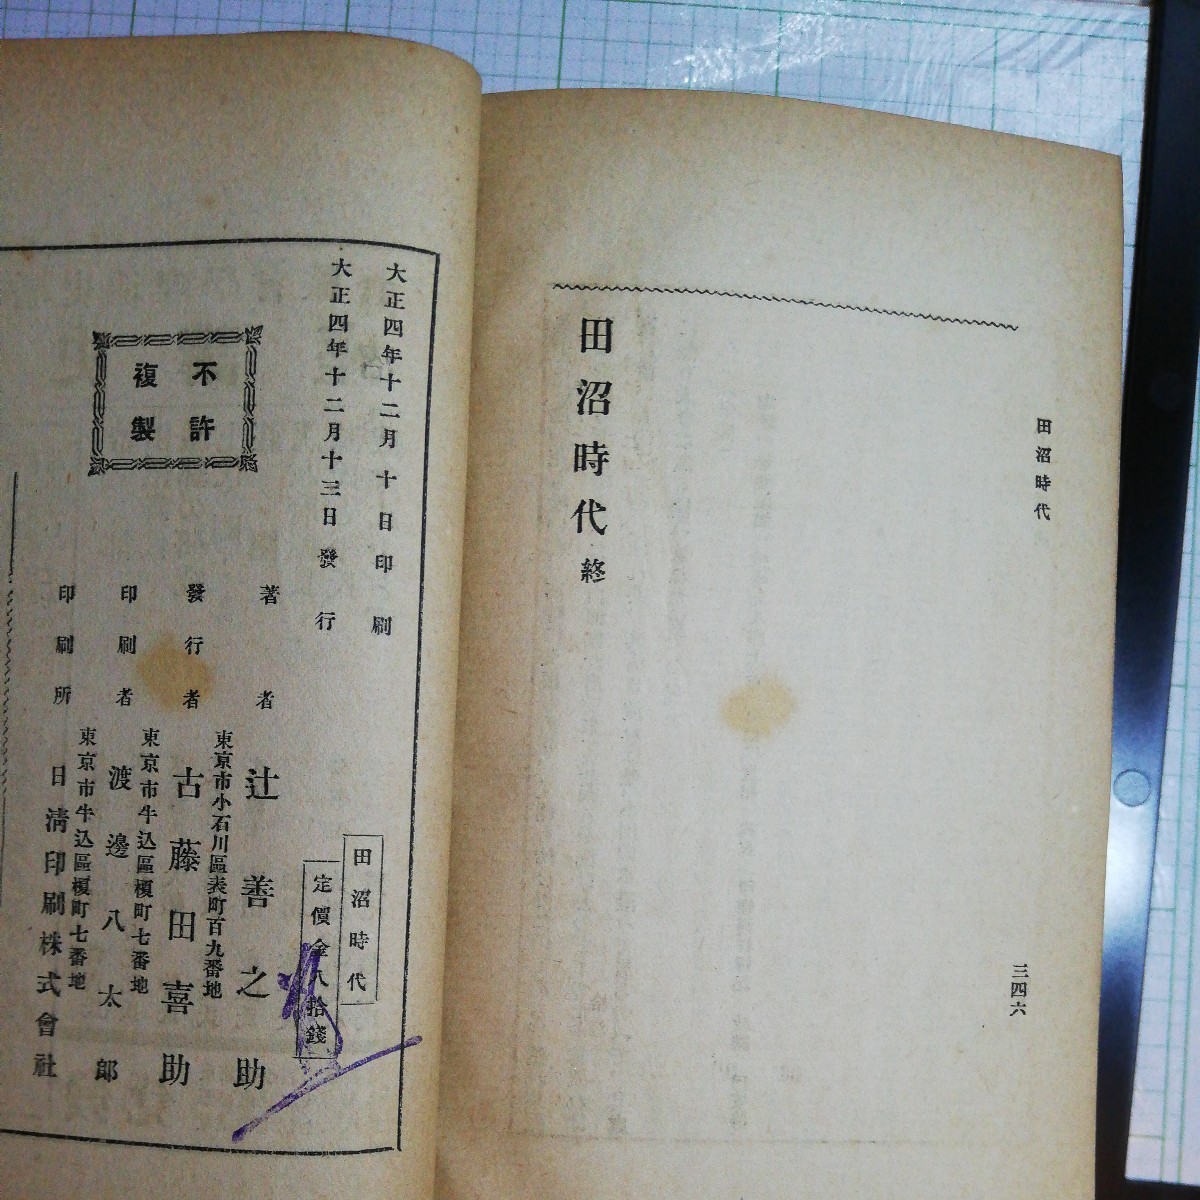 田沼時代
三四六
田沼時代 終
大正四年十二月十日印刷
大正四年十二月十三日發行
不許
複製
田沼時代
定價金八拾錢
著者
辻善之助
東京市小石川區表町百九番地
發行者
古藤田喜助
東京市牛込區榎町七番地
印刷者
渡邊八太郎
東京市牛込區榎町七番地
印刷所
日淸印刷株式會社